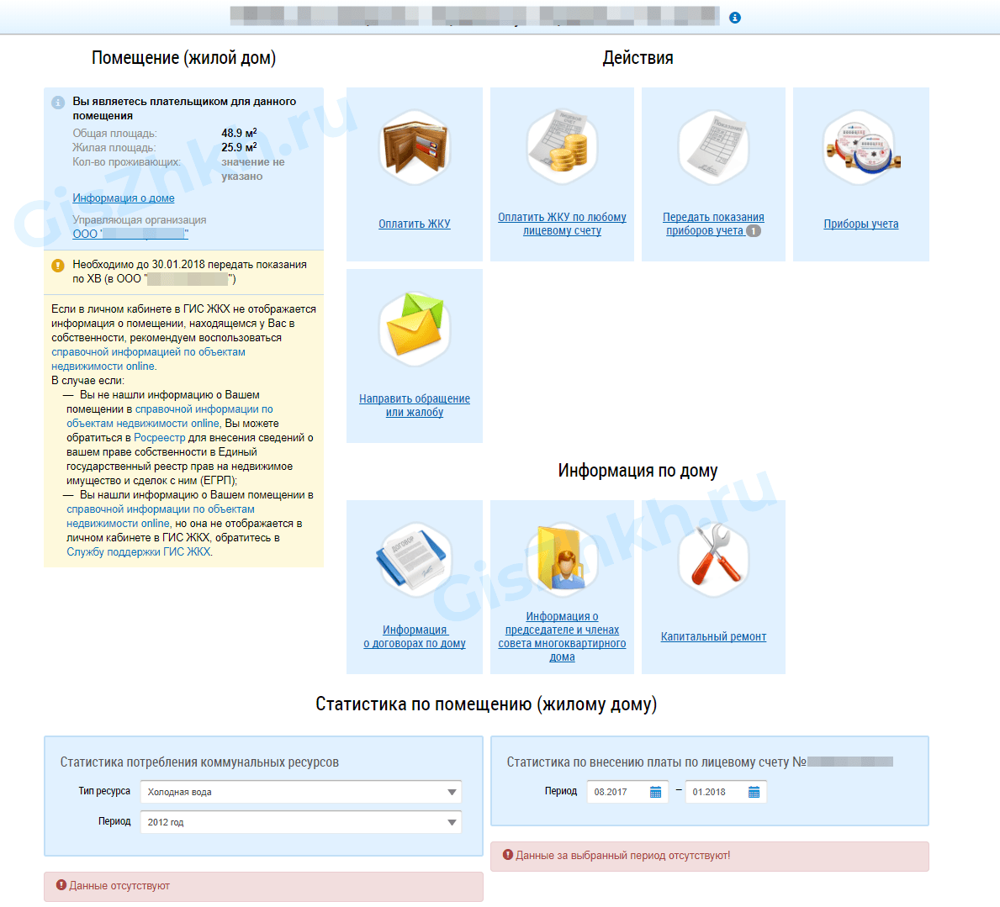 Помещение (жилой дом)
Вы являетесь плательщиком для данного
помещения
Общая площадь: 48.9 м²
Жилая площадь: 25.9 м²
Кол-во проживающих: значение не
указано
Информация о доме
Управляющая организация
ООО " "
Необходимо до 30.01.2018 передать показания
по ХВ (в ООО " ")
Если в личном кабинете в ГИС ЖКХ не отображается
информация о помещении, находящемся у Вас в
собственности, рекомендуем воспользоваться
справочной информацией по объектам
недвижимости online.
В случае если:
— Вы не нашли информацию о Вашем
помещении в справочной информации по
объектам недвижимости online, Вы можете
обратиться в Росреестр для внесения сведений о
вашем праве собственности в Единый
государственный реестр прав на недвижимое
имущество и сделок с ним (ЕГРП);
— Вы нашли информацию о Вашем помещении в
справочной информации по объектам
недвижимости online, но она не отображается в
личном кабинете в ГИС ЖКХ, обратитесь в
Службу поддержки ГИС ЖКХ.
Действия
Оплатить ЖКУ
Оплатить ЖКУ по любому
лицевому счету
Показания
Передать показания
приборов учета 1
Приборы учета
Направить обращение
или жалобу
Информация по дому
ДОГОВОР
Информация
о договорах по дому
Информация о
председателе и членах
совета многоквартирного
дома
Капитальный ремонт
GisZhkh.ru
GisZhkh.ru
Статистика по помещению (жилому дому)
Статистика потребления коммунальных ресурсов
Тип ресурса Холодная вода
Период 2012 год
Данные отсутствуют
Статистика по внесению платы по лицевому счету №
Период 08.2017 – 01.2018
Данные за выбранный период отсутствуют!